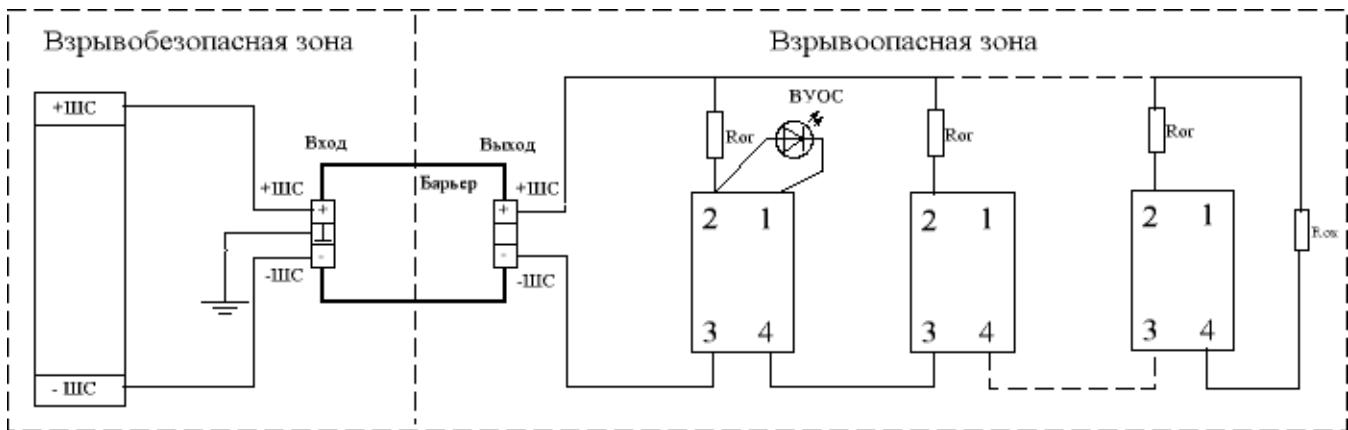 Взрывобезопасная зона
Взрывоопасная зона
+ШС
ВУОС
Вход
Выход
Rог
Rог
Rог
+ШС
Барьер
+ШС
+
+
2 1
2 1
2 1
Rок
-
-
-ШС
-ШС
3 4
3 4
3 4
- ШС